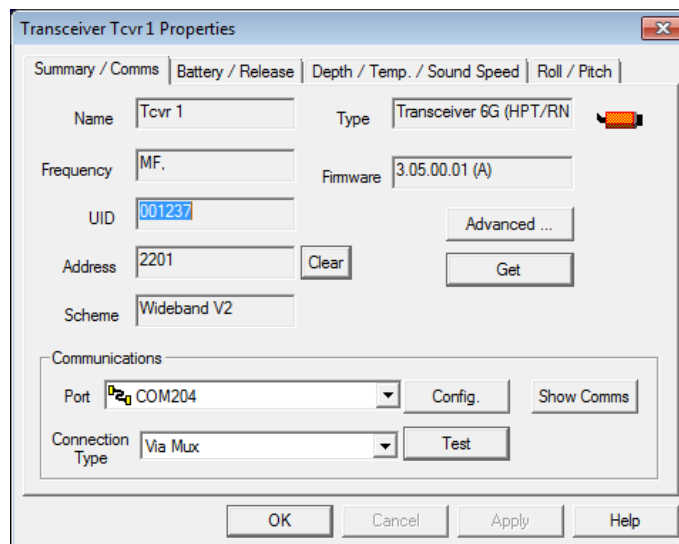 Transceiver Tcvr 1 Properties
Summary / Comms Battery / Release Depth / Temp. / Sound Speed Roll / Pitch
Name Tcvr 1 Type Transceiver 6G (HPT/RN
Frequency MF, Firmware 3.05.00.01 (A)
UID 001237 Advanced ...
Address 2201 Clear Get
Scheme Wideband V2
Communications
Port COM204 Config. Show Comms
Connection Type Via Mux Test
OK Cancel Apply Help